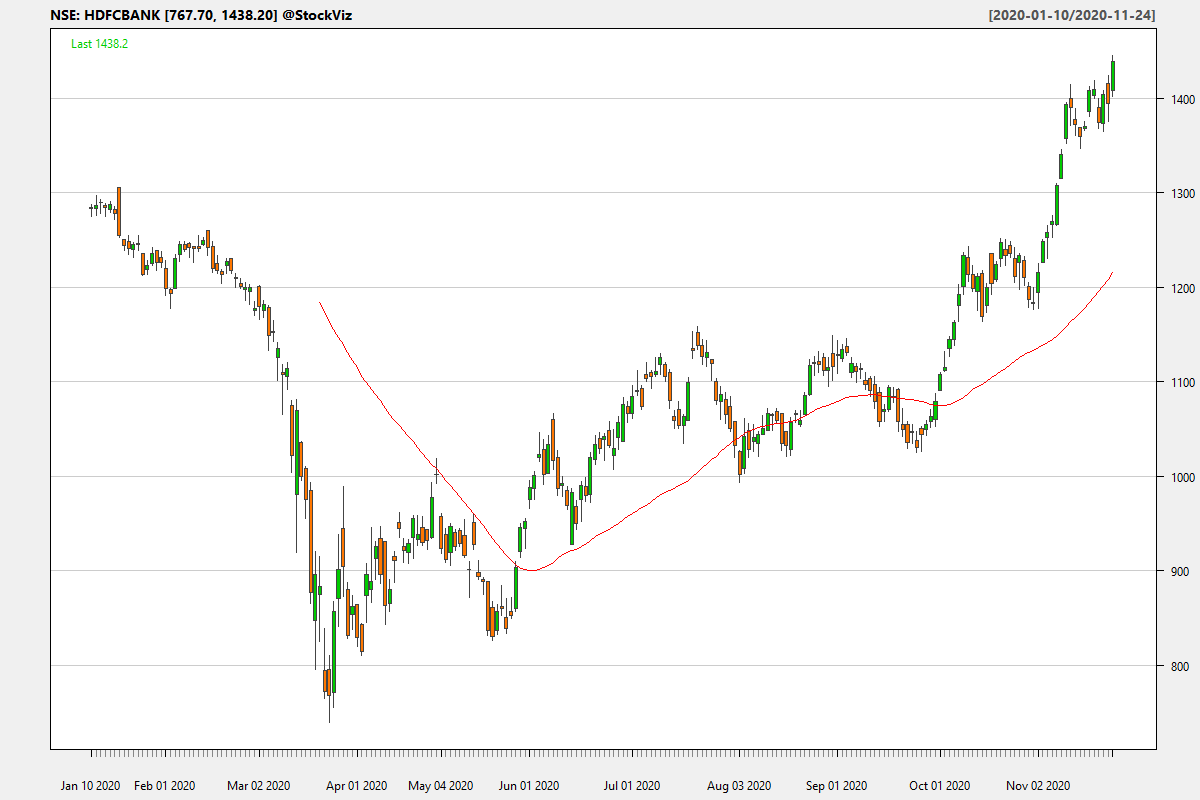 NSE: HDFCBANK [767.70, 1438.20] @StockViz [2020-01-10/2020-11-24]
Last 1438.2
1400
1300
1200
1100
1000
900
800
Jan 10 2020 Feb 01 2020 Mar 02 2020 Apr 01 2020 May 04 2020 Jun 01 2020 Jul 01 2020 Aug 03 2020 Sep 01 2020 Oct 01 2020 Nov 02 2020